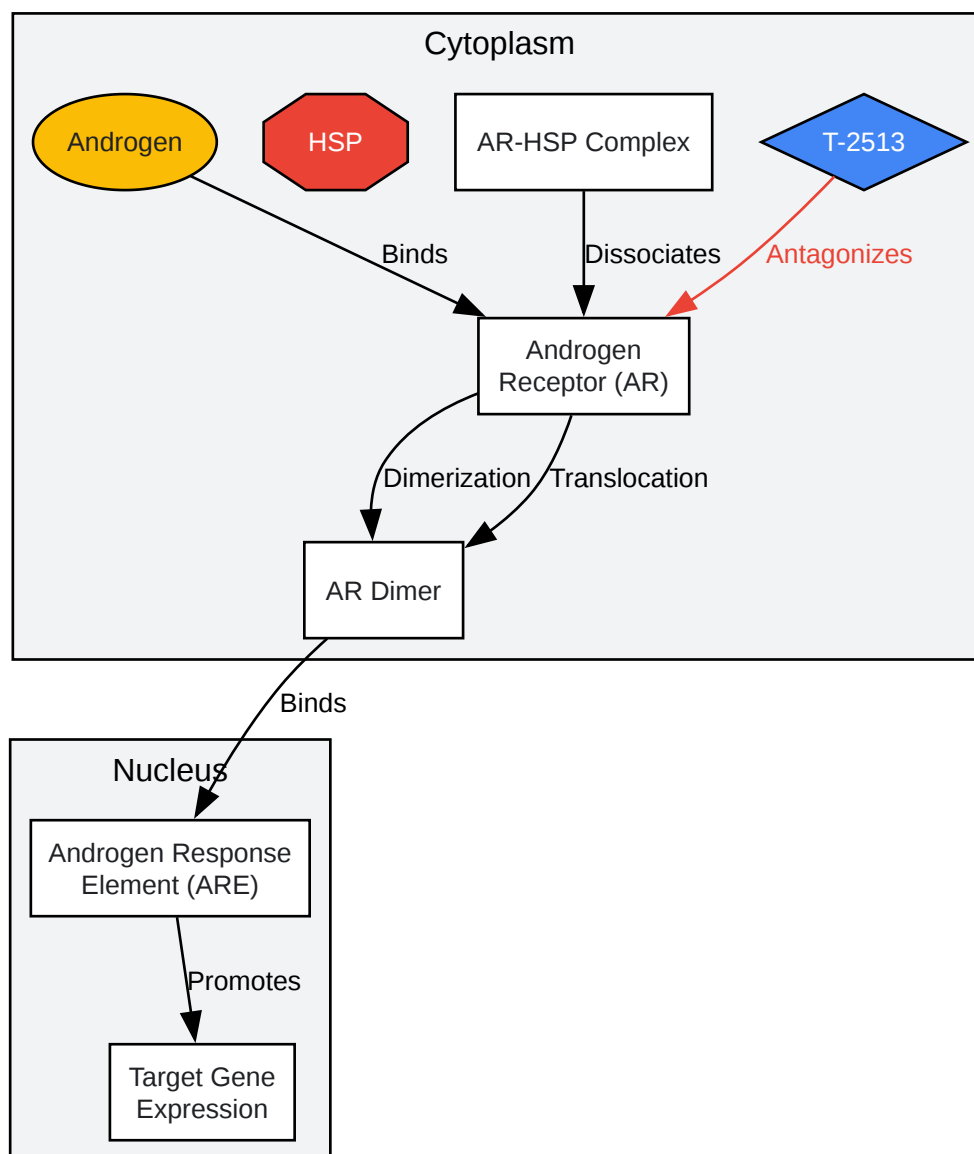 Cytoplasm
Androgen
HSP
AR-HSP Complex
T-2513
Binds
Dissociates
Antagonizes
Androgen
Receptor (AR)
Dimerization
Translocation
AR Dimer
Binds
Nucleus
Androgen Response
Element (ARE)
Promotes
Target Gene
Expression